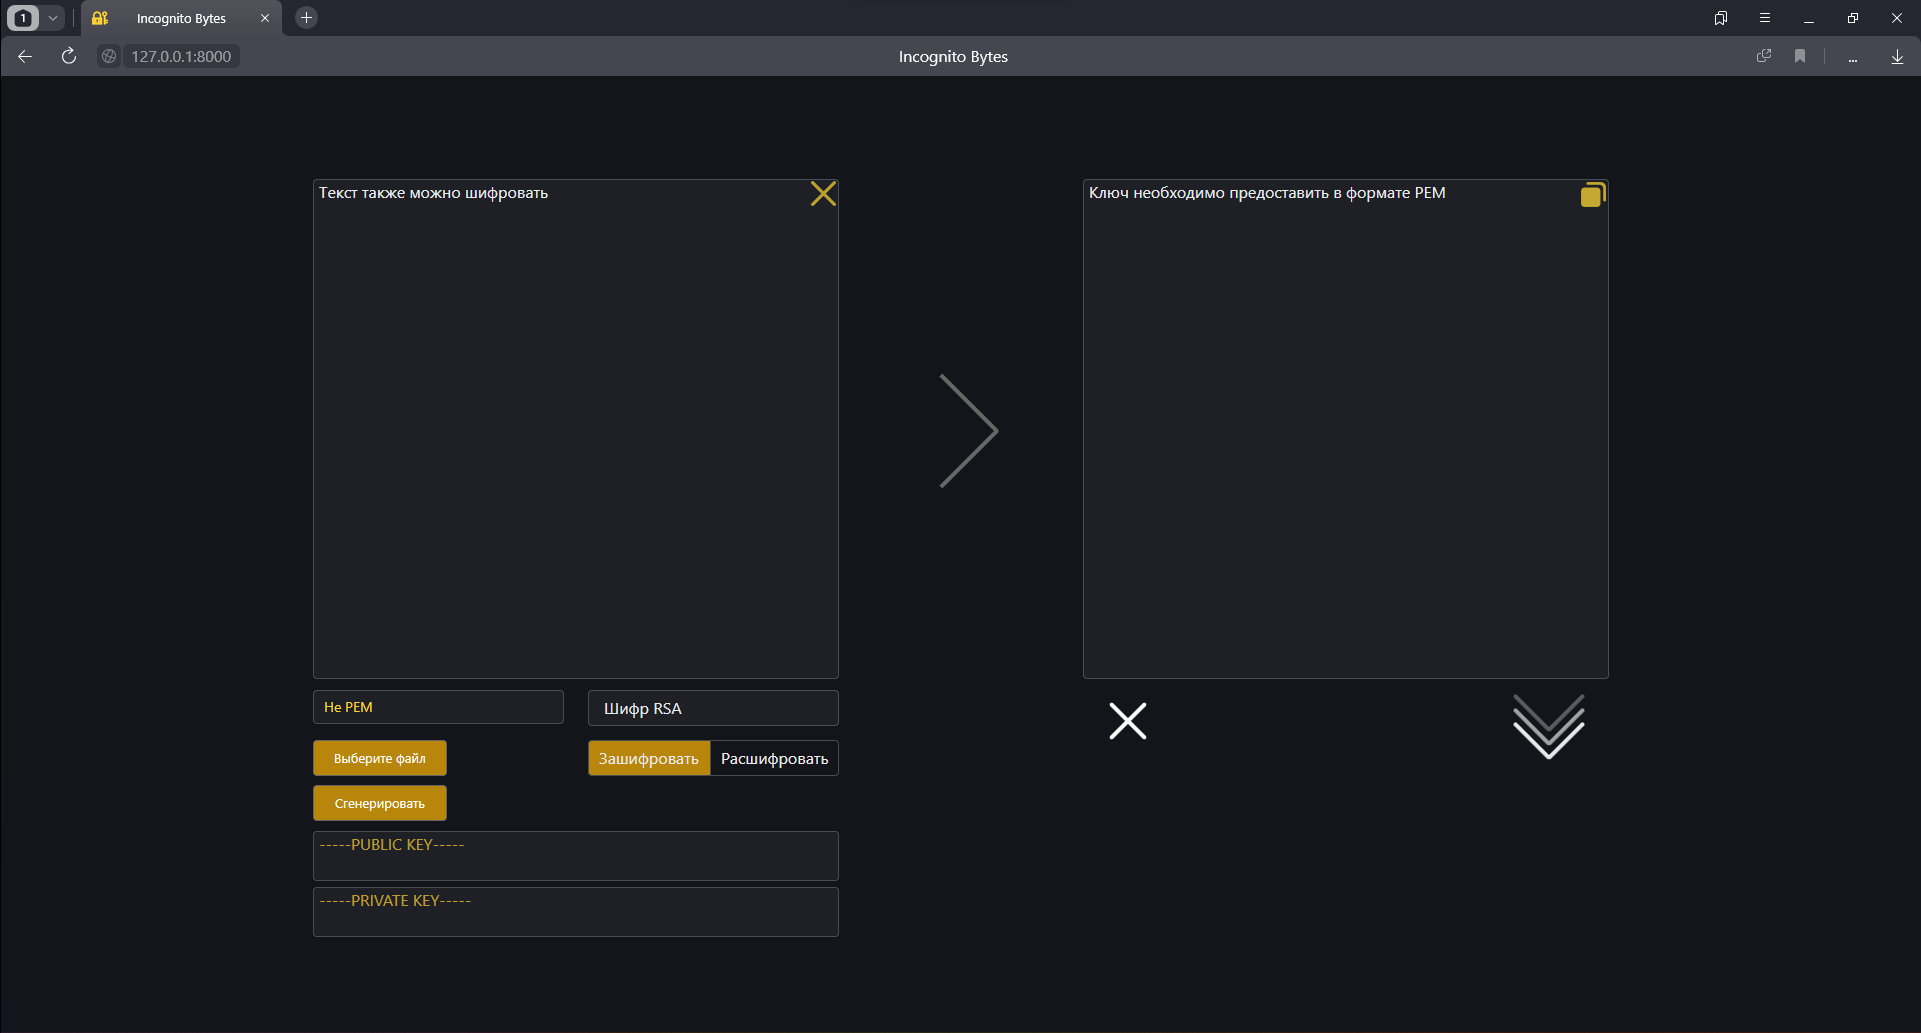 1
Incognito Bytes
127.0.0.1:8000
Incognito Bytes
Текст также можно шифровать
Ключ необходимо предоставить в формате PEM
Не PEM
Шифр RSA
Выберите файл
Зашифровать
Расшифровать
Сгенерировать
-----PUBLIC KEY-----
-----PRIVATE KEY-----